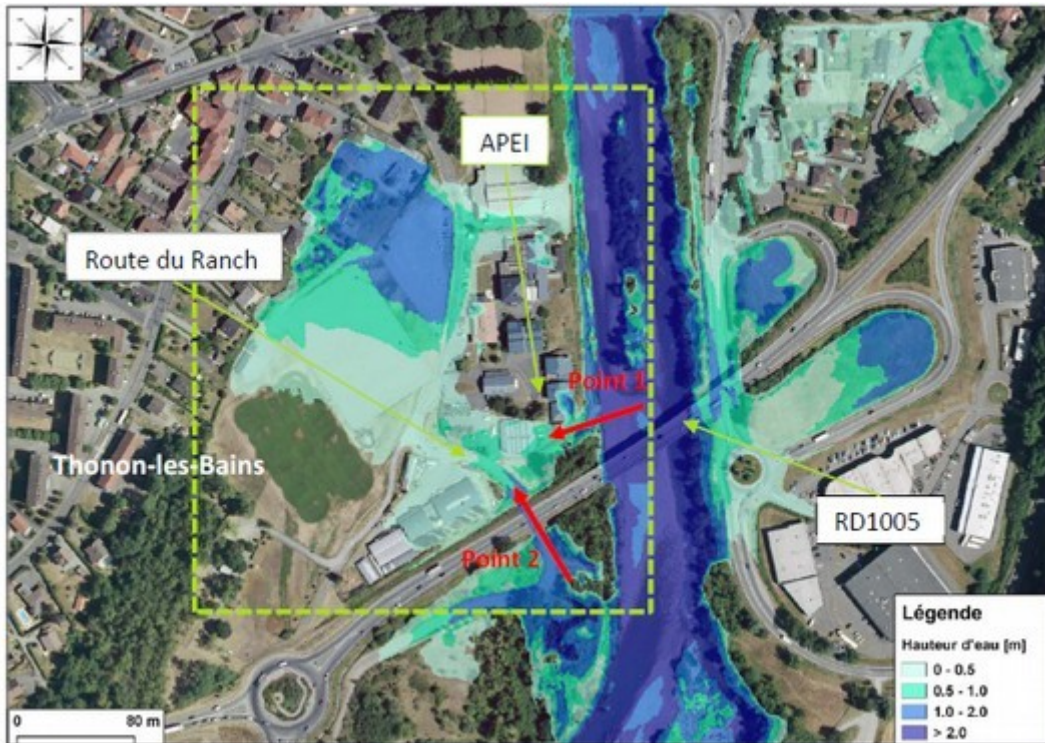 APEI
Route du Ranch
Point 1
Thonon-les-Bains
RD1005
Point 2
Légende
Hauteur d'eau [m]
0 - 0.5
0.5 - 1.0
1.0 - 2.0
> 2.0
0
80 m